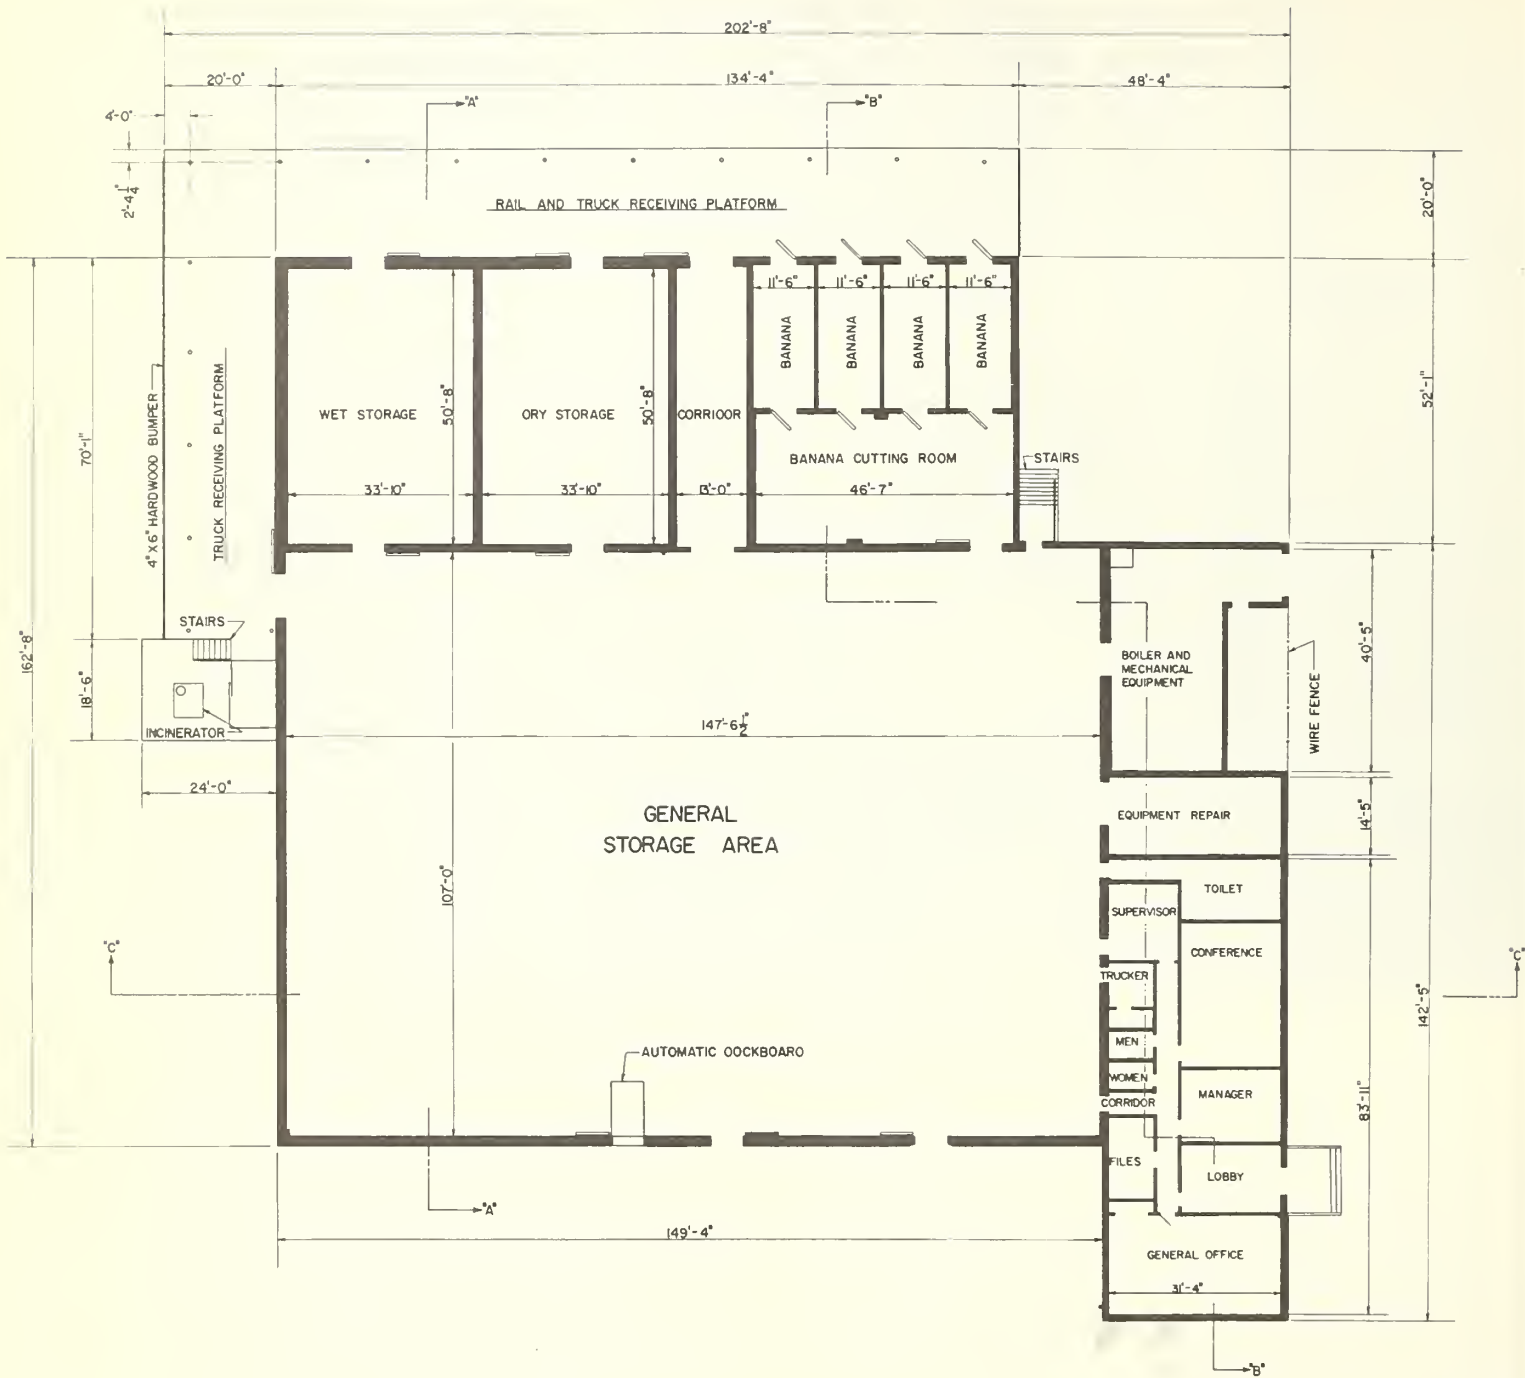 202'-8"
20'-0"
134'-4"
48'-4"
"A"
"B"
4'-0"
2'-4¼"
RAIL AND TRUCK RECEIVING PLATFORM
20'-0"
11'-6"
11'-6"
11'-6"
11'-6"
BANANA
BANANA
BANANA
BANANA
52'-1"
4" X 6" HARDWOOD BUMPER
TRUCK RECEIVING PLATFORM
70'-1"
WET STORAGE
50'-8"
ORY STORAGE
50'-8"
CORRIOOR
BANANA CUTTING ROOM
STAIRS
33'-10"
33'-10"
13'-0"
46'-7"
162'-8"
STAIRS
18'-6"
INCINERATOR
24'-0"
BOILER AND
MECHANICAL
EQUIPMENT
40'-5"
WIRE FENCE
147'-6½"
GENERAL
STORAGE AREA
107'-0"
EQUIPMENT REPAIR
14'-5"
TOILET
SUPERVISOR
CONFERENCE
"C"
"C"
TRUCKER
142'-5"
MEN
AUTOMATIC OOCKBOARO
WOMEN
MANAGER
CORRIDOR
83'-11"
FILES
LOBBY
"A"
149'-4"
GENERAL OFFICE
31'-4"
"B"